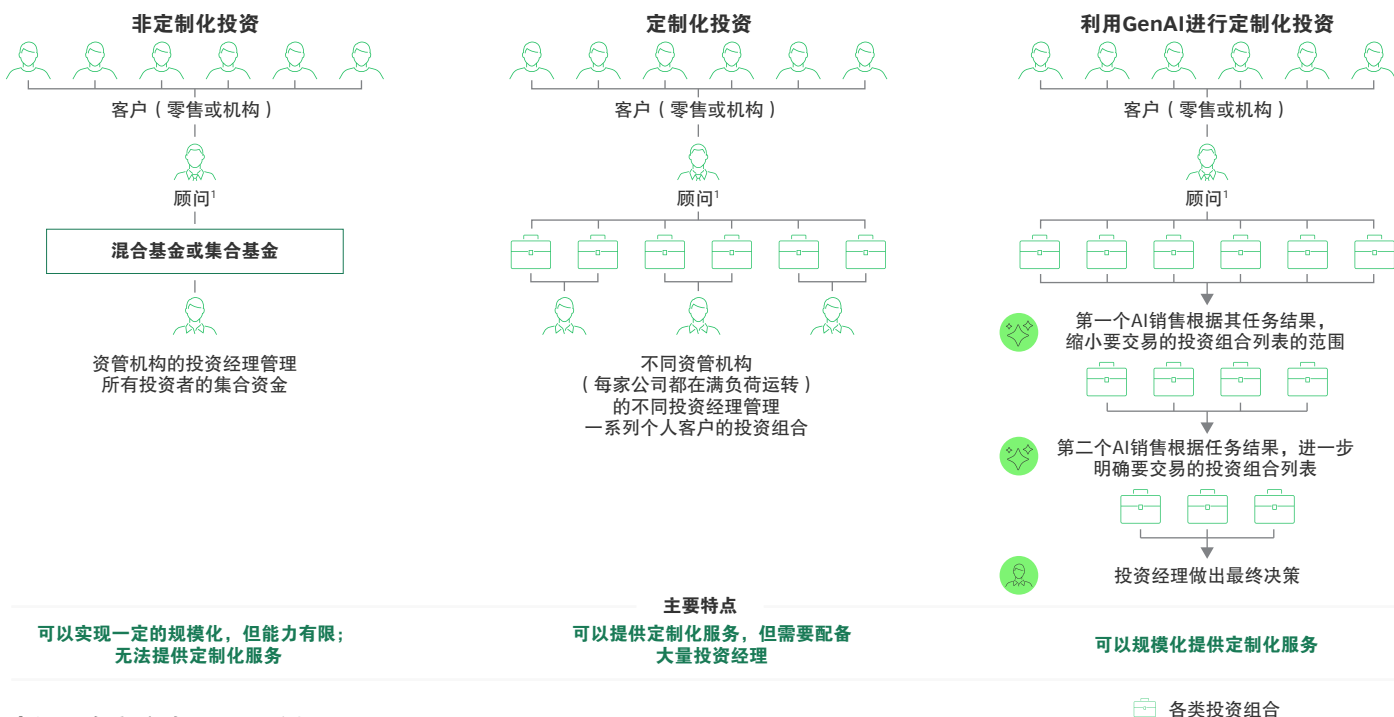 非定制化投资
客户（零售或机构）
顾问1
混合基金或集合基金
资管机构的投资经理管理
所有投资者的集合资金
定制化投资
客户（零售或机构）
顾问1
不同资管机构
（每家公司都在满负荷运转）
的不同投资经理管理
一系列个人客户的投资组合
利用GenAI进行定制化投资
客户（零售或机构）
顾问1
第一个AI销售根据其任务结果，
缩小要交易的投资组合列表的范围
第二个AI销售根据任务结果，进一步
明确要交易的投资组合列表
投资经理做出最终决策
主要特点
可以实现一定的规模化，但能力有限；
无法提供定制化服务
可以提供定制化服务，但需要配备
大量投资经理
可以规模化提供定制化服务
各类投资组合